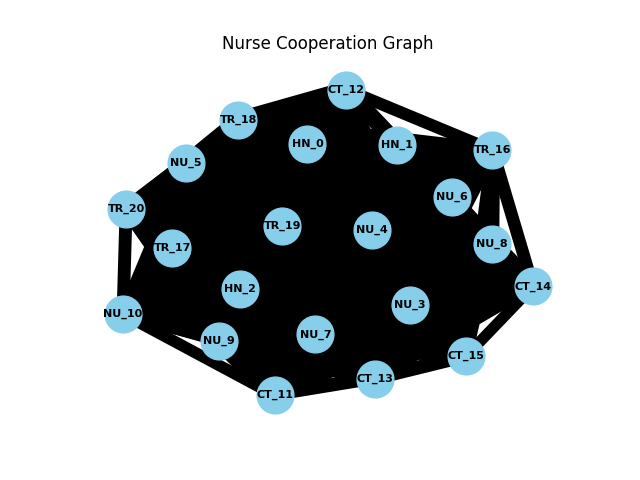 Nurse Cooperation Graph
CT_12
TR_18
HN_0
HN_1
TR_16
NU_5
NU_6
TR_20
TR_19
NU_4
TR_17
NU_8
HN_2
CT_14
NU_10
NU_3
NU_9
NU_7
CT_15
CT_13
CT_11